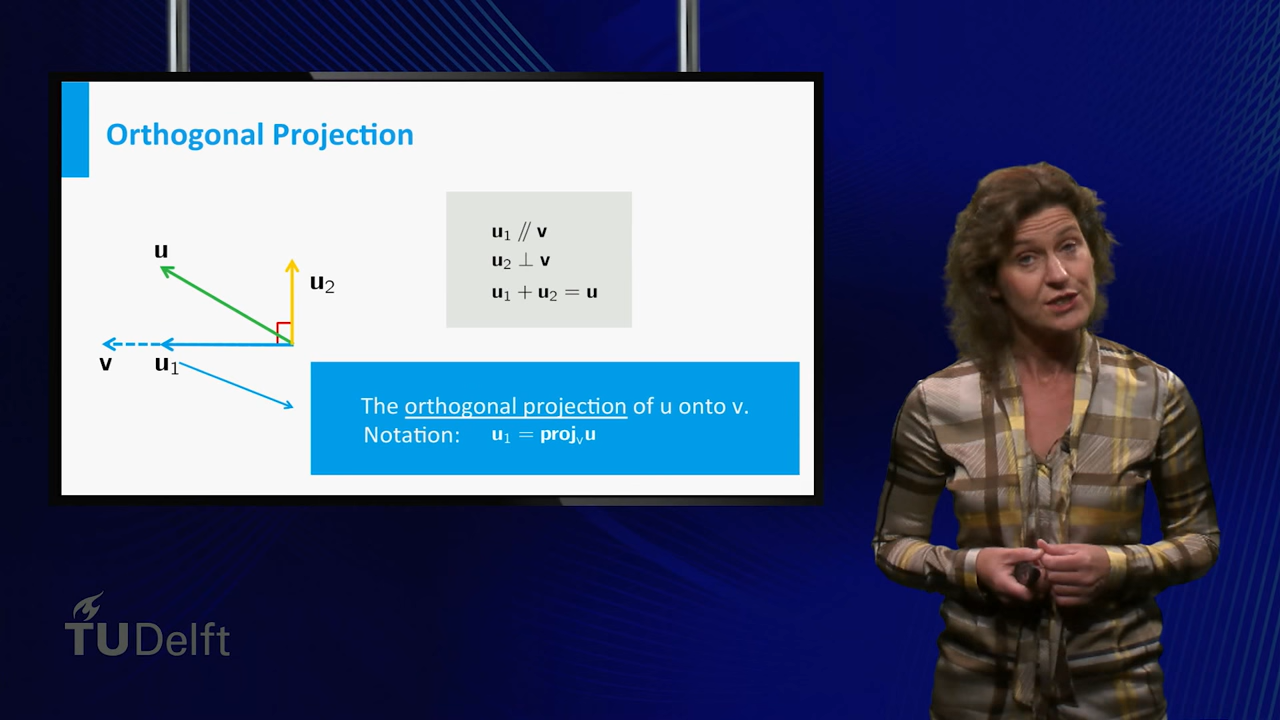 Orthogonal Projection
u
u₂
v
u₁
u₁ // v
u₂ ⊥ v
u₁ + u₂ = u
The orthogonal projection of u onto v.
Notation: u₁ = projᵥu
TUDelft